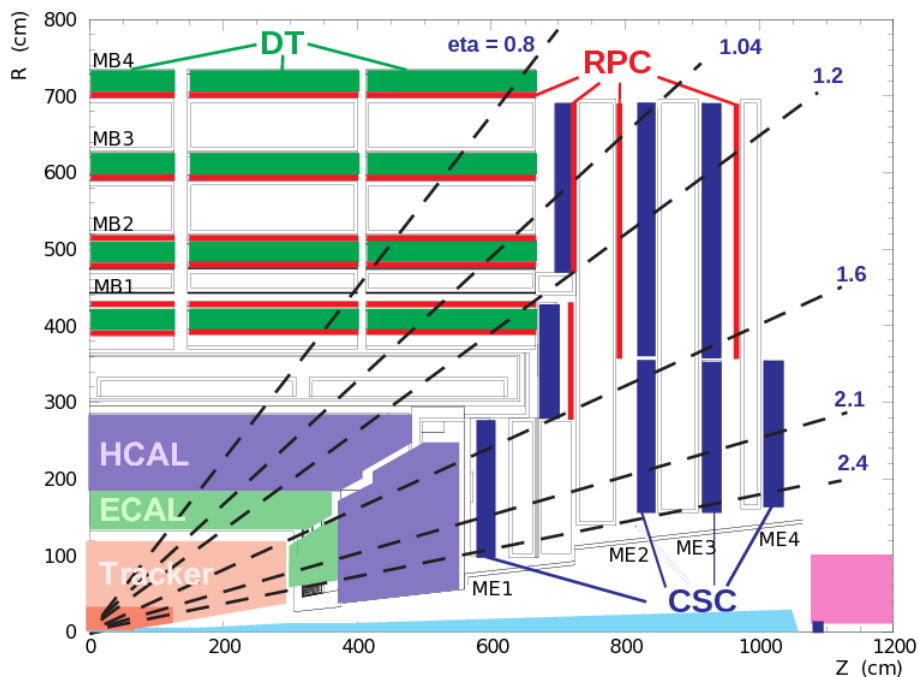 R (cm)
800
700
600
500
400
300
200
100
0
MB4
MB3
MB2
MB1
DT
eta = 0.8
RPC
1.04
1.2
1.6
2.1
2.4
HCAL
ECAL
Tracker
ME1
ME2
ME3
ME4
CSC
0
200
400
600
800
1000
1200
Z (cm)